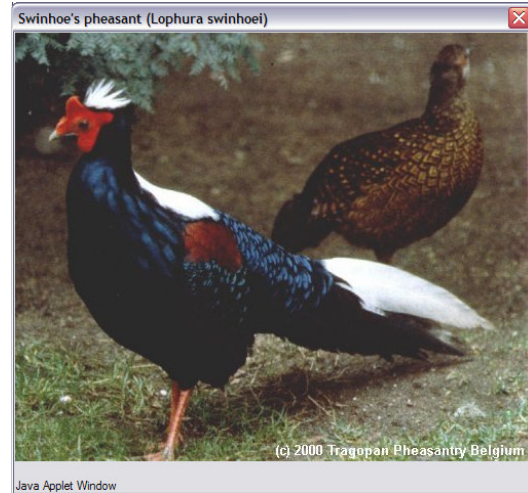 Swinhoe's pheasant (Lophura swinhoei)
(c) 2000 Tragopan Pheasantry Belgium
Java Applet Window